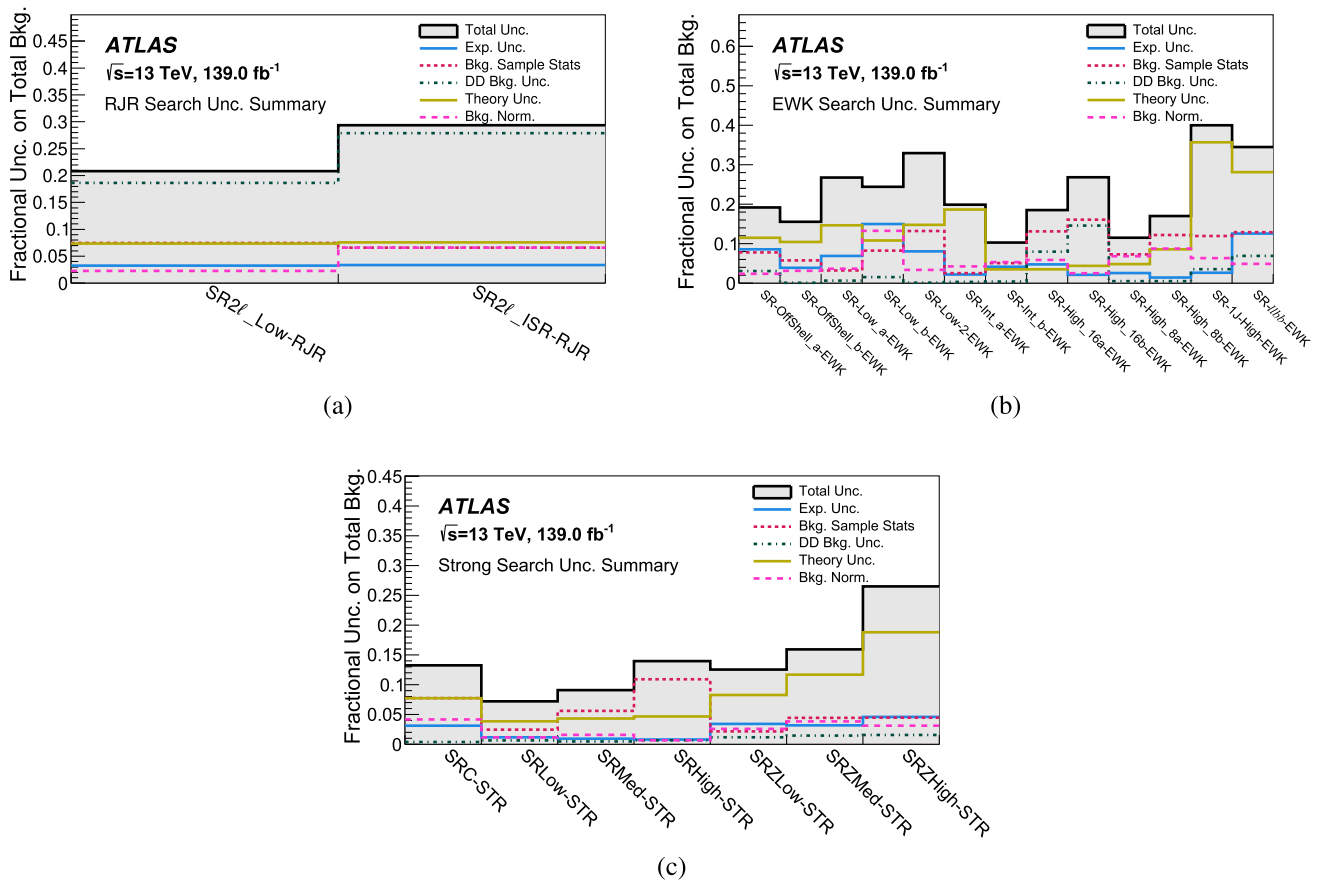 Fractional Unc. on Total Bkg.
0.45
0.4
0.35
0.3
0.25
0.2
0.15
0.1
0.05
0
ATLAS
√s=13 TeV, 139.0 fb-1
RJR Search Unc. Summary
Total Unc.
Exp. Unc.
Bkg. Sample Stats
DD Bkg. Unc.
Theory Unc.
Bkg. Norm.
SR2ℓ_Low-RJR
SR2ℓ_ISR-RJR
(a)
Fractional Unc. on Total Bkg.
0.6
0.5
0.4
0.3
0.2
0.1
0
ATLAS
√s=13 TeV, 139.0 fb-1
EWK Search Unc. Summary
Total Unc.
Exp. Unc.
Bkg. Sample Stats
DD Bkg. Unc.
Theory Unc.
Bkg. Norm.
SR-OffShell_a-EWK
SR-OffShell_b-EWK
SR-Low_a-EWK
SR-Low_b-EWK
SR-Low-2-EWK
SR-Int_a-EWK
SR-Int_b-EWK
SR-High_16a-EWK
SR-High_16b-EWK
SR-High_8a-EWK
SR-High_8b-EWK
SR-1J-High-EWK
SR-llbb-EWK
(b)
Fractional Unc. on Total Bkg.
0.45
0.4
0.35
0.3
0.25
0.2
0.15
0.1
0.05
0
ATLAS
√s=13 TeV, 139.0 fb-1
Strong Search Unc. Summary
Total Unc.
Exp. Unc.
Bkg. Sample Stats
DD Bkg. Unc.
Theory Unc.
Bkg. Norm.
SRC-STR
SRLow-STR
SRMed-STR
SRHigh-STR
SRZLow-STR
SRZMed-STR
SRZHigh-STR
(c)